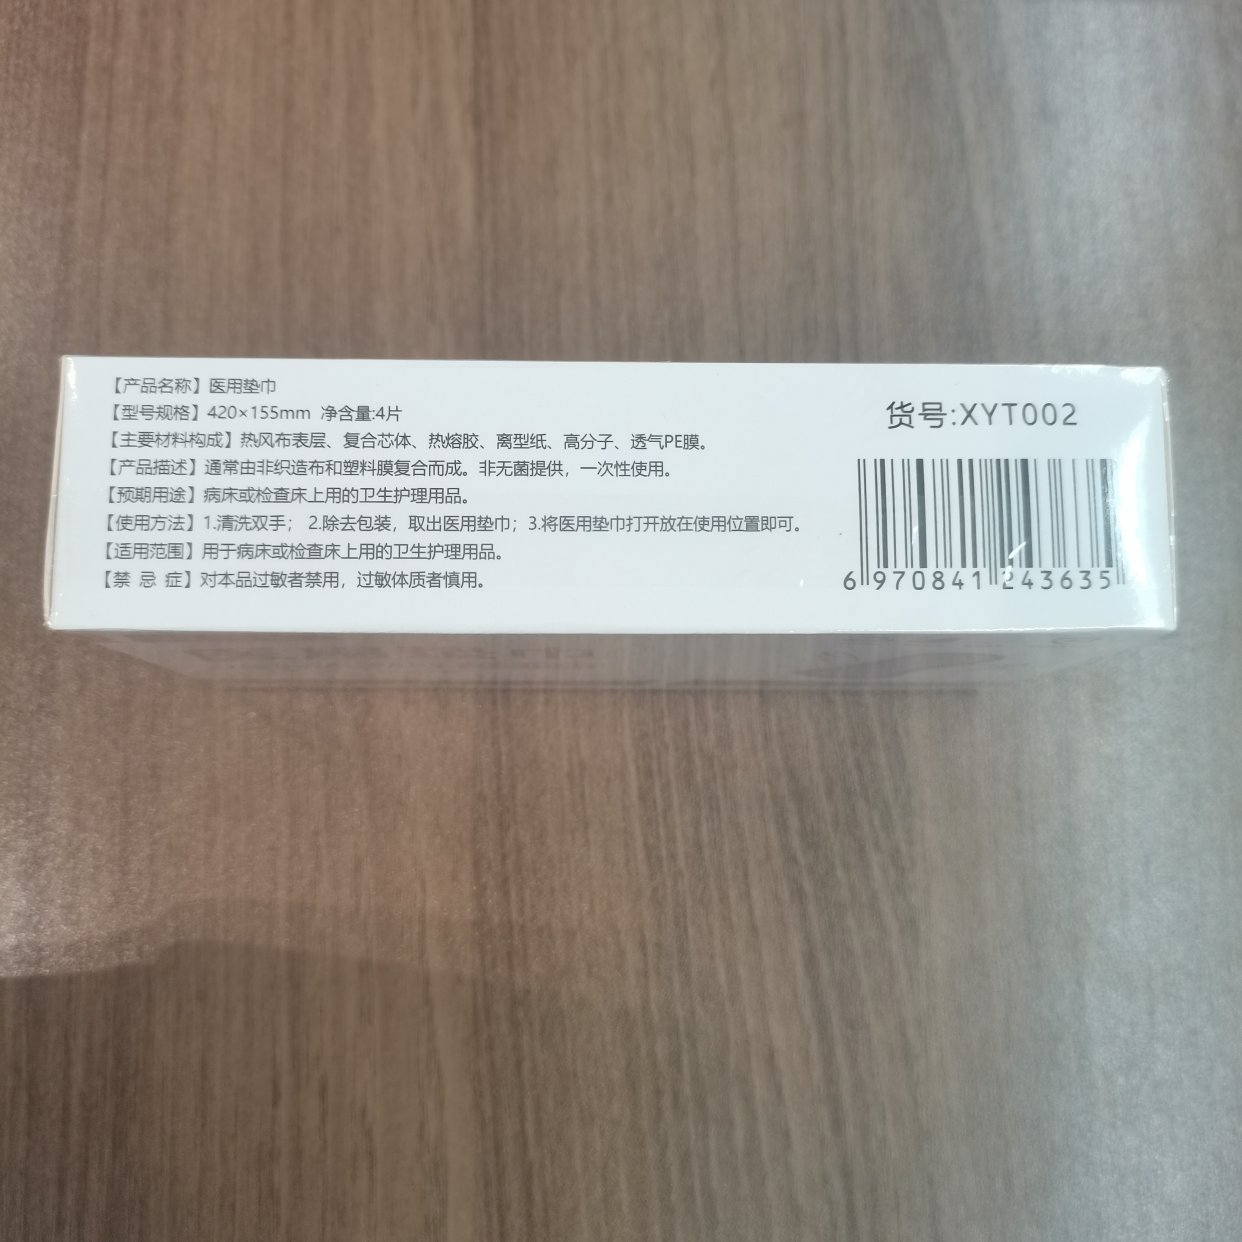 【产品名称】医用垫巾
【型号规格】420×155mm 净含量:4片
【主要材料构成】热风布表层、复合芯体、热熔胶、离型纸、高分子、透气PE膜。
【产品描述】通常由非织造布和塑料膜复合而成。非无菌提供，一次性使用。
【预期用途】病床或检查床上用的卫生护理用品。
【使用方法】1.清洗双手； 2.除去包装，取出医用垫巾；3.将医用垫巾打开放在使用位置即可。
【适用范围】用于病床或检查床上用的卫生护理用品。
【禁 忌 症】对本品过敏者禁用，过敏体质者慎用。
货号:XYT002
6 970841 243635